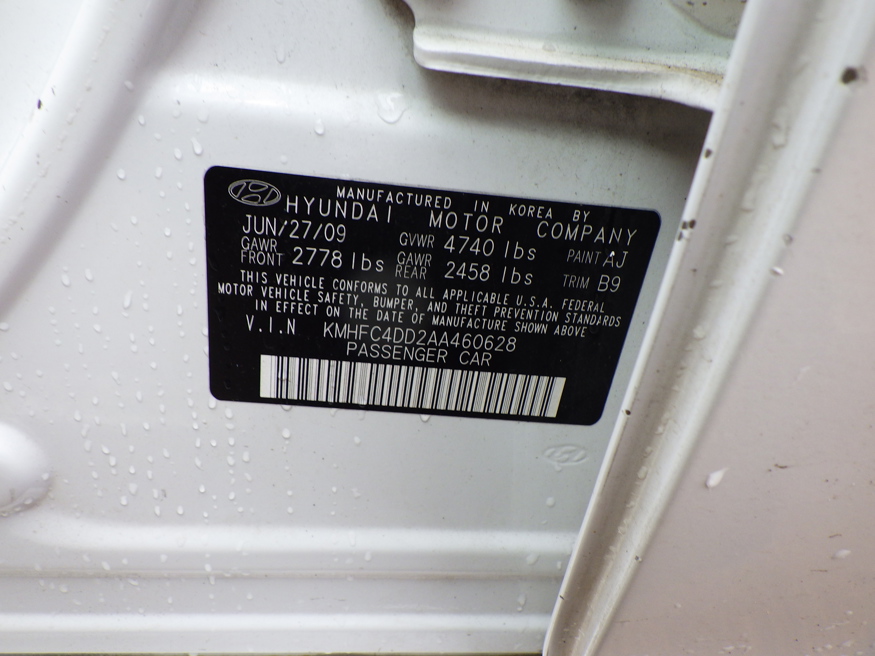 MANUFACTURED IN KOREA BY
HYUNDAI MOTOR COMPANY
JUN/27/09 GVWR 4740 lbs PAINT AJ
GAWR FRONT 2778 lbs GAWR REAR 2458 lbs TRIM B9
THIS VEHICLE CONFORMS TO ALL APPLICABLE U.S.A. FEDERAL
MOTOR VEHICLE SAFETY, BUMPER, AND THEFT PREVENTION STANDARDS
IN EFFECT ON THE DATE OF MANUFACTURE SHOWN ABOVE
V.I.N KMHFC4DD2AA460628
PASSENGER CAR